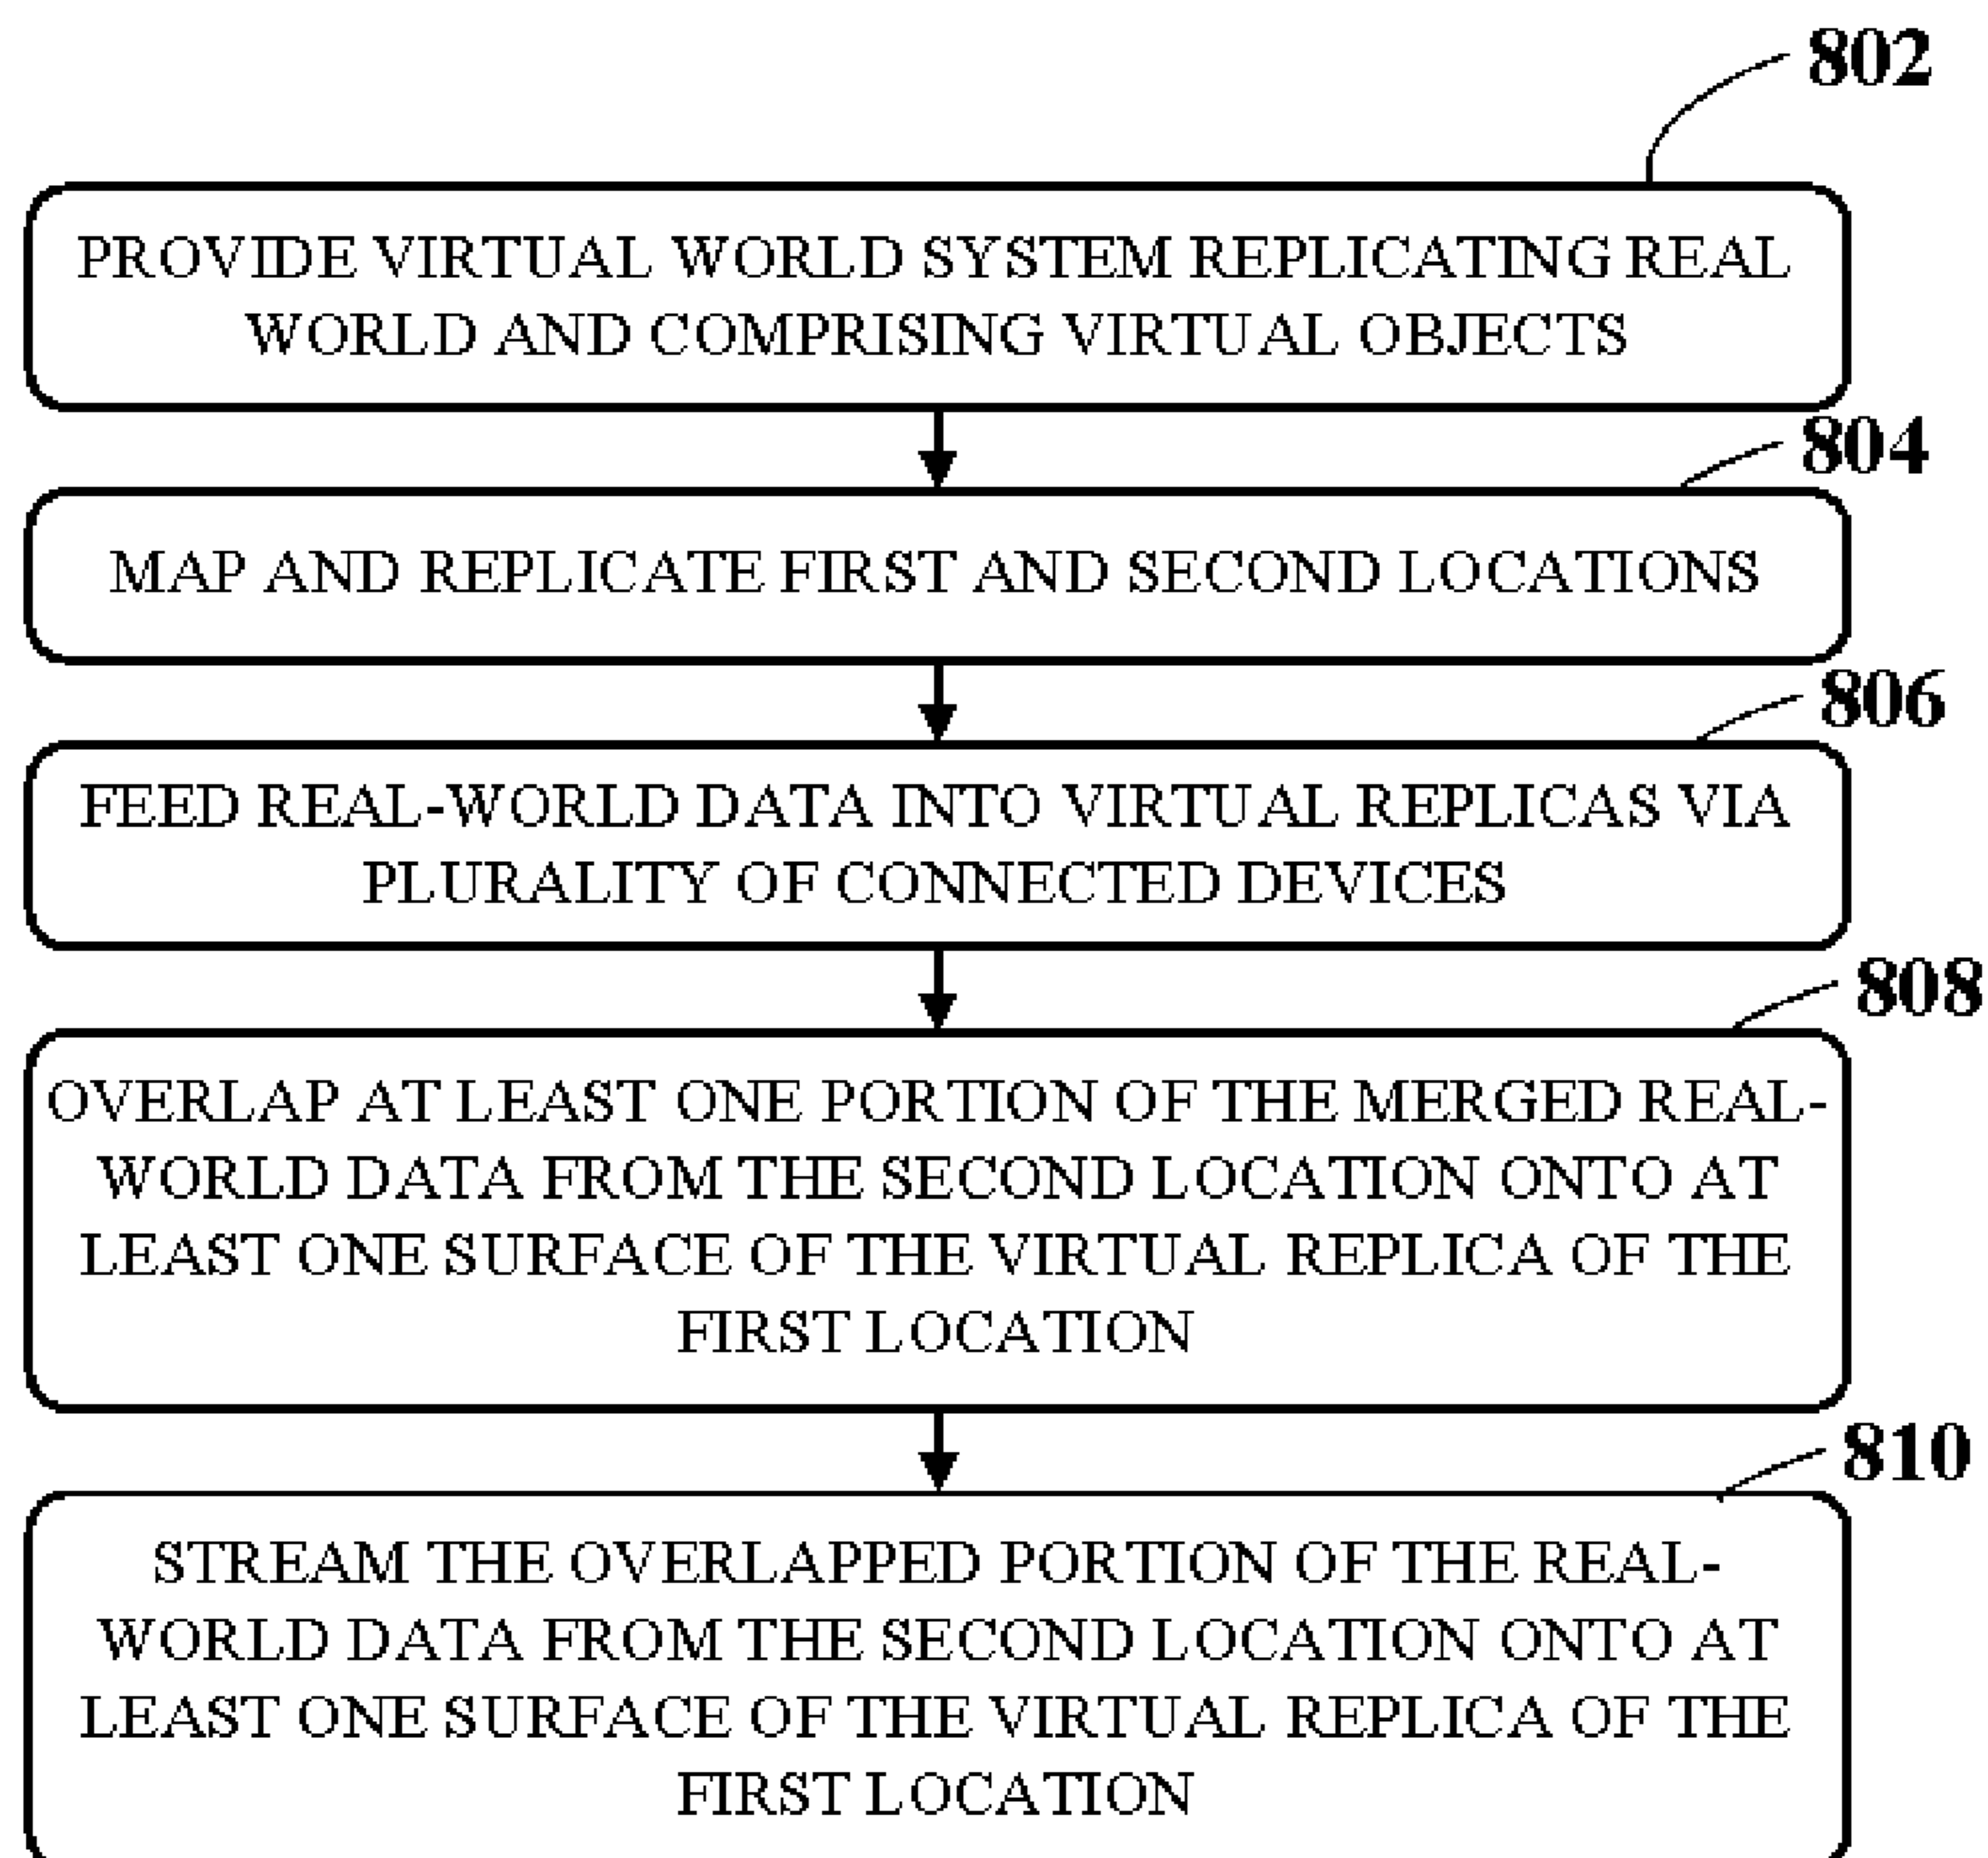 802
PROVIDE VIRTUAL WORLD SYSTEM REPLICATING REAL
WORLD AND COMPRISING VIRTUAL OBJECTS
804
MAP AND REPLICATE FIRST AND SECOND LOCATIONS
806
FEED REAL-WORLD DATA INTO VIRTUAL REPLICAS VIA
PLURALITY OF CONNECTED DEVICES
808
OVERLAP AT LEAST ONE PORTION OF THE MERGED REAL-
WORLD DATA FROM THE SECOND LOCATION ONTO AT
LEAST ONE SURFACE OF THE VIRTUAL REPLICA OF THE
FIRST LOCATION
810
STREAM THE OVERLAPPED PORTION OF THE REAL-
WORLD DATA FROM THE SECOND LOCATION ONTO AT
LEAST ONE SURFACE OF THE VIRTUAL REPLICA OF THE
FIRST LOCATION